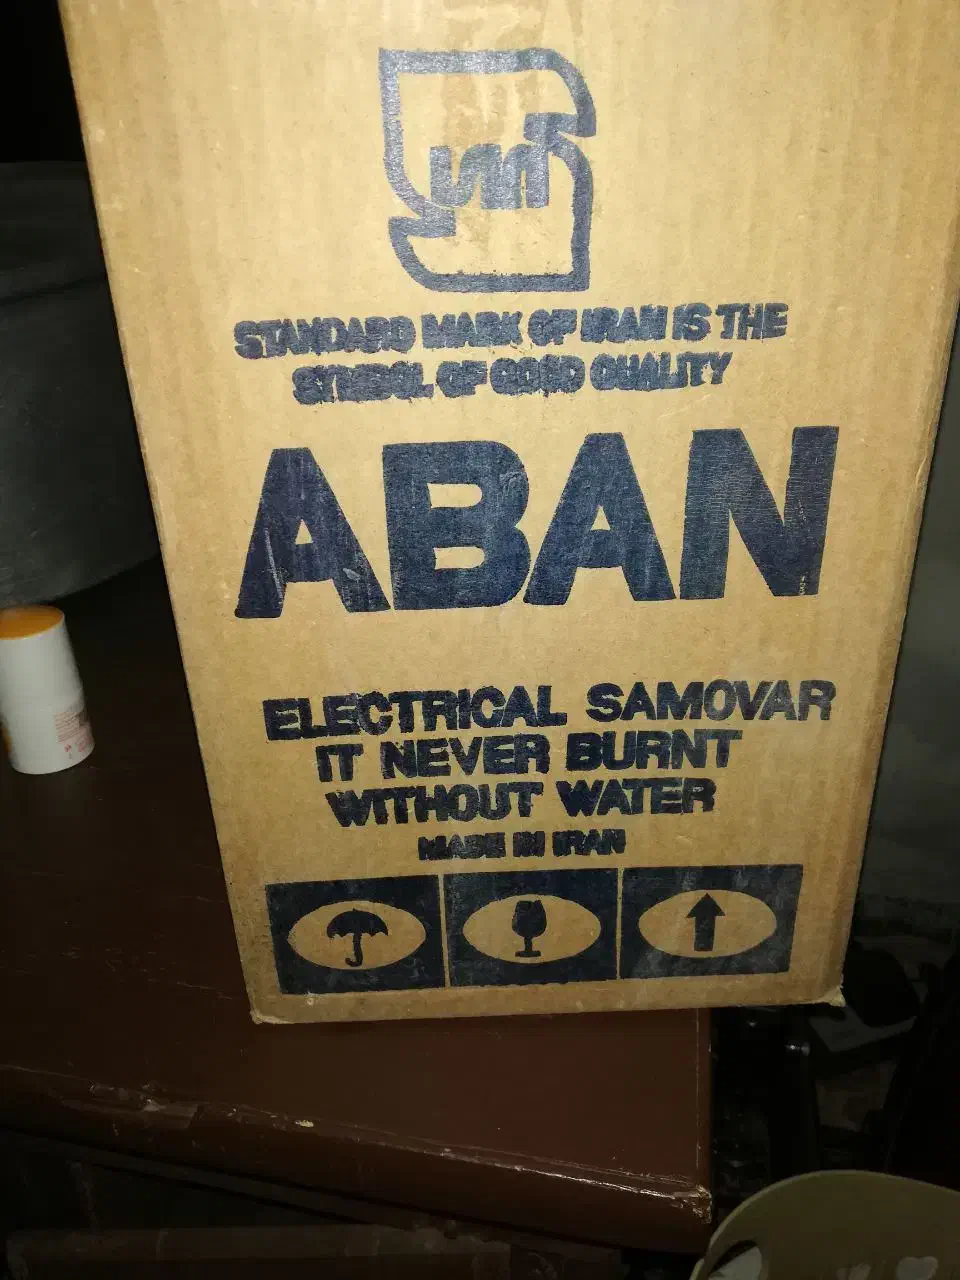 STANDARD MARK OF IRAN IS THE
SYMBOL OF GOOD QUALITY
ABAN
ELECTRICAL SAMOVAR
IT NEVER BURNT
WITHOUT WATER
MADE IN IRAN